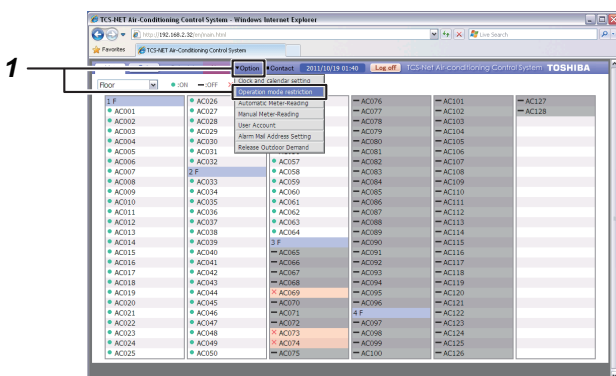 TCS-NET Air-Conditioning Control System - Windows Internet Explorer
http://192.168.2.32/en/main.html
Live Search
Favorites
TCS-NET Air-Conditioning Control System
1
Option
Contact
2011/10/19 01:40
Log off
TCS-Net Air-conditioning Control System TOSHIBA
Floor
:ON
:OFF
Clock and calendar setting
Operation mode restriction
Automatic Meter-Reading
Manual Meter-Reading
User Account
Alarm Mail Address Setting
Release Outdoor Demand
1 F
AC001
AC002
AC003
AC004
AC005
AC006
AC007
AC008
AC009
AC010
AC011
AC012
AC013
AC014
AC015
AC016
AC017
AC018
AC019
AC020
AC021
AC022
AC023
AC024
AC025
AC026
AC027
AC028
AC029
AC030
AC031
AC032
2 F
AC033
AC034
AC035
AC036
AC037
AC038
AC039
AC040
AC041
AC042
AC043
AC044
AC045
AC046
AC047
AC048
AC049
AC050
AC057
AC058
AC059
AC060
AC061
AC062
AC063
AC064
3 F
AC065
AC066
AC067
AC068
AC069
AC070
AC071
AC072
AC073
AC074
AC075
AC076
AC077
AC078
AC079
AC080
AC081
AC082
AC083
AC084
AC085
AC086
AC087
AC088
AC089
AC090
AC091
AC092
AC093
AC094
AC095
AC096
4 F
AC097
AC098
AC099
AC100
AC101
AC102
AC103
AC104
AC105
AC106
AC107
AC108
AC109
AC110
AC111
AC112
AC113
AC114
AC115
AC116
AC117
AC118
AC119
AC120
AC121
AC122
AC123
AC124
AC125
AC126
AC127
AC128